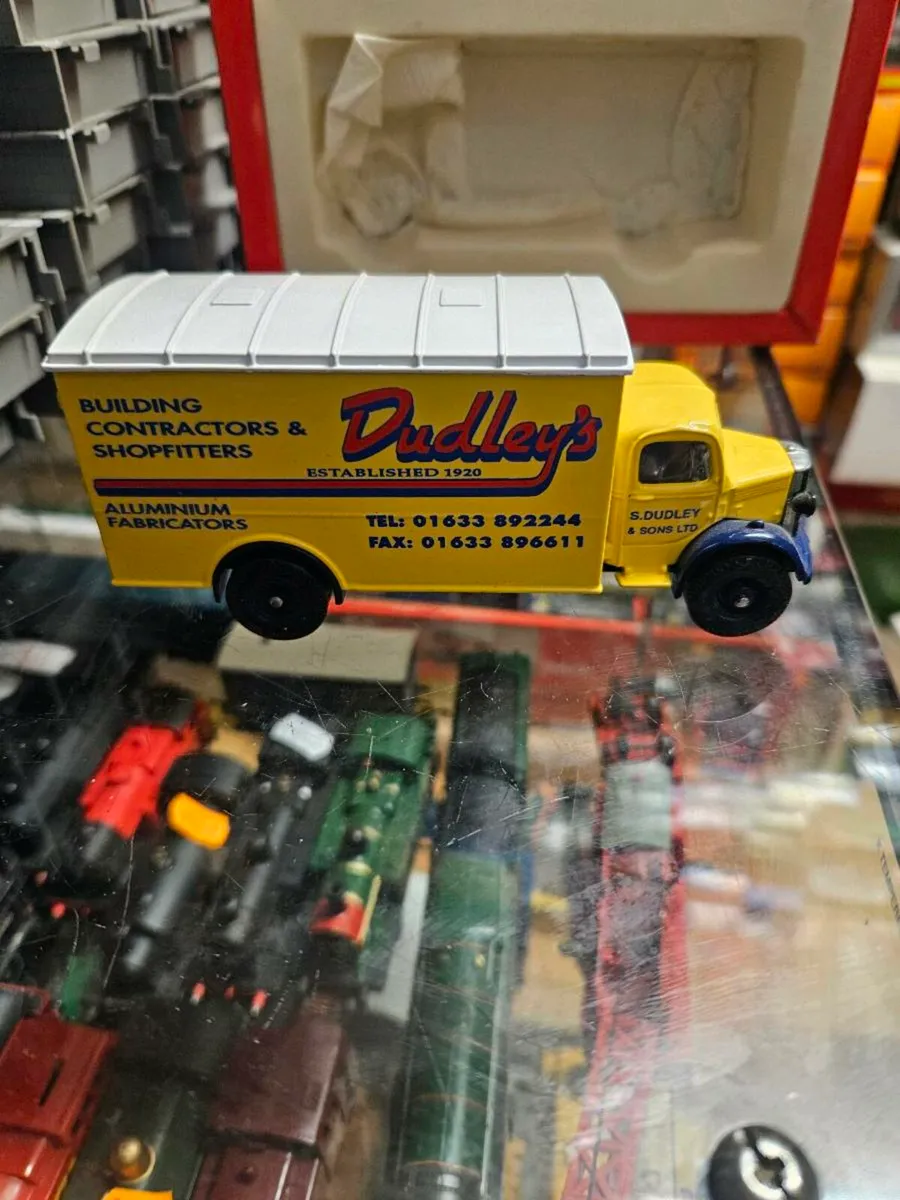 BUILDING
CONTRACTORS &
SHOPFITTERS
Dudley's
ESTABLISHED 1920
ALUMINIUM
FABRICATORS
TEL: 01633 892244
FAX: 01633 896611
S.DUDLEY
& SONS LTD